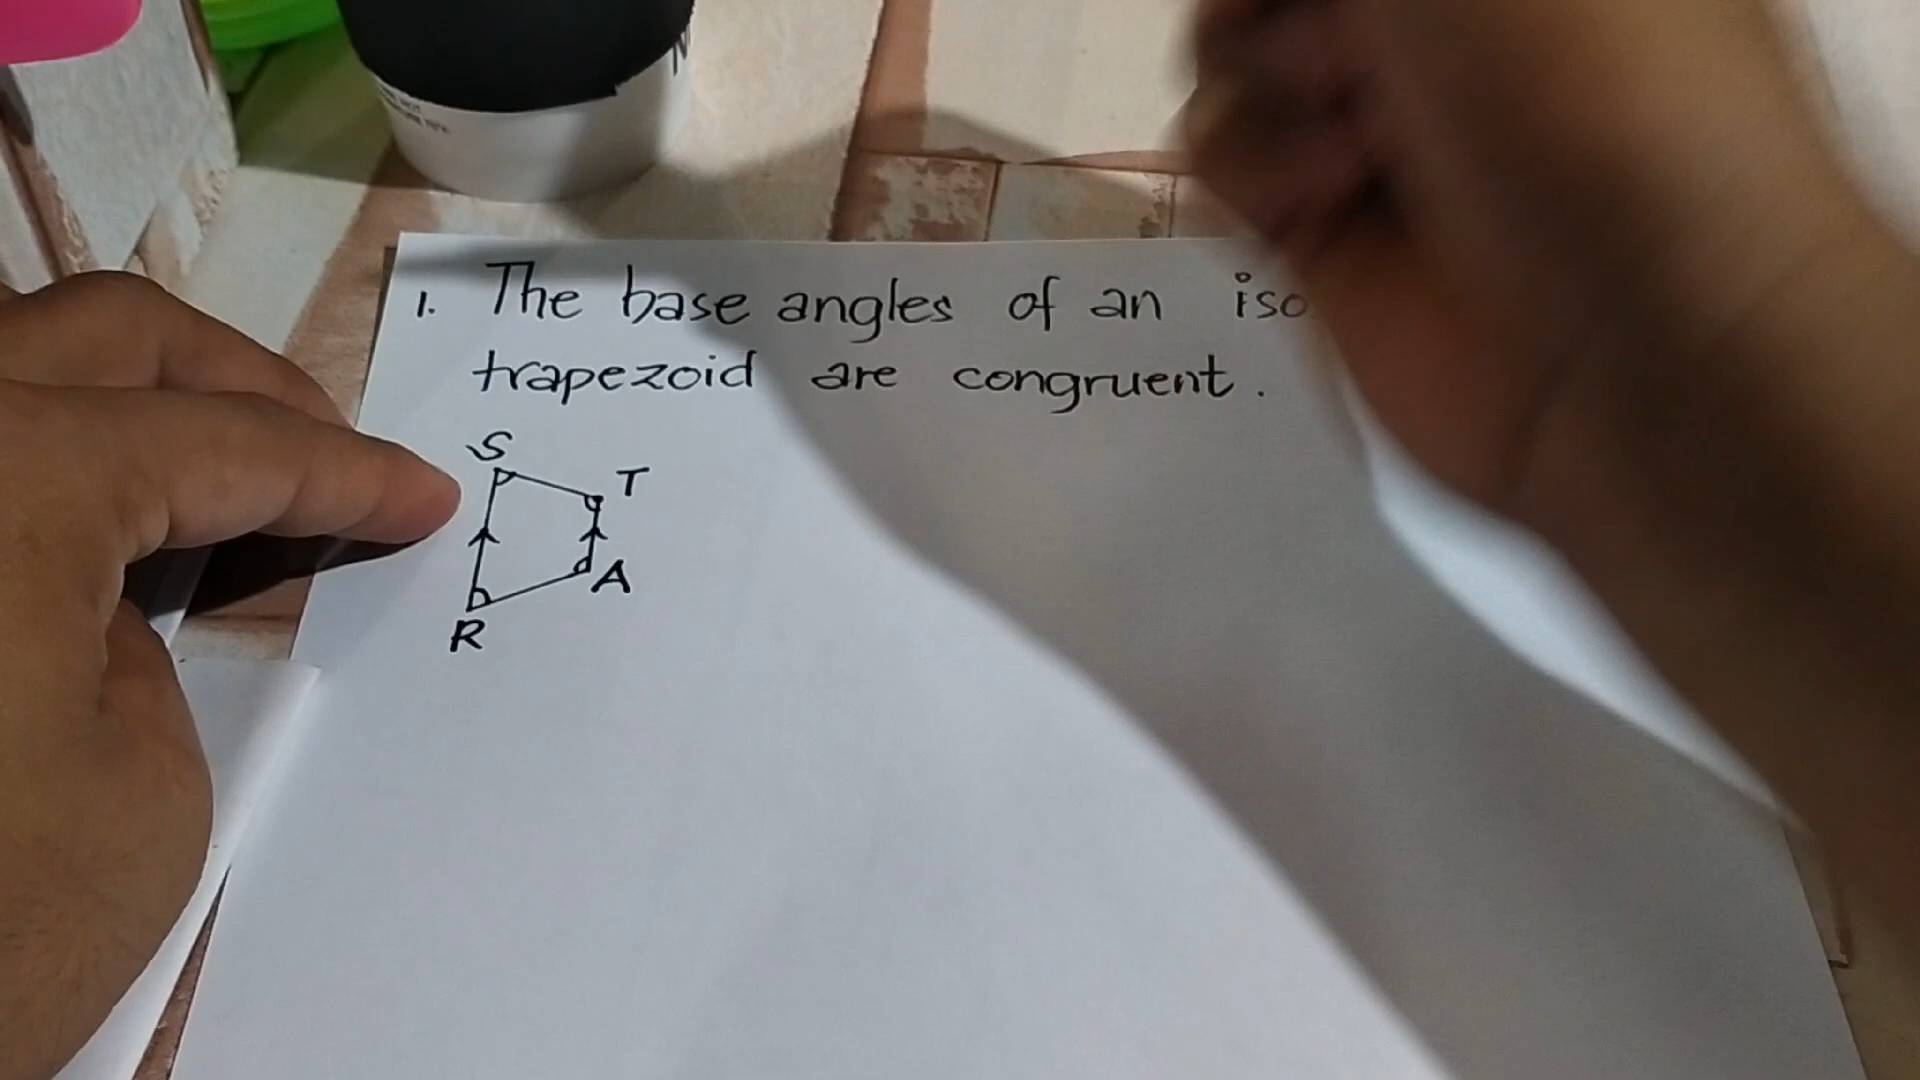 1. The base angles of an iso
trapezoid are congruent.
S
T
A
R